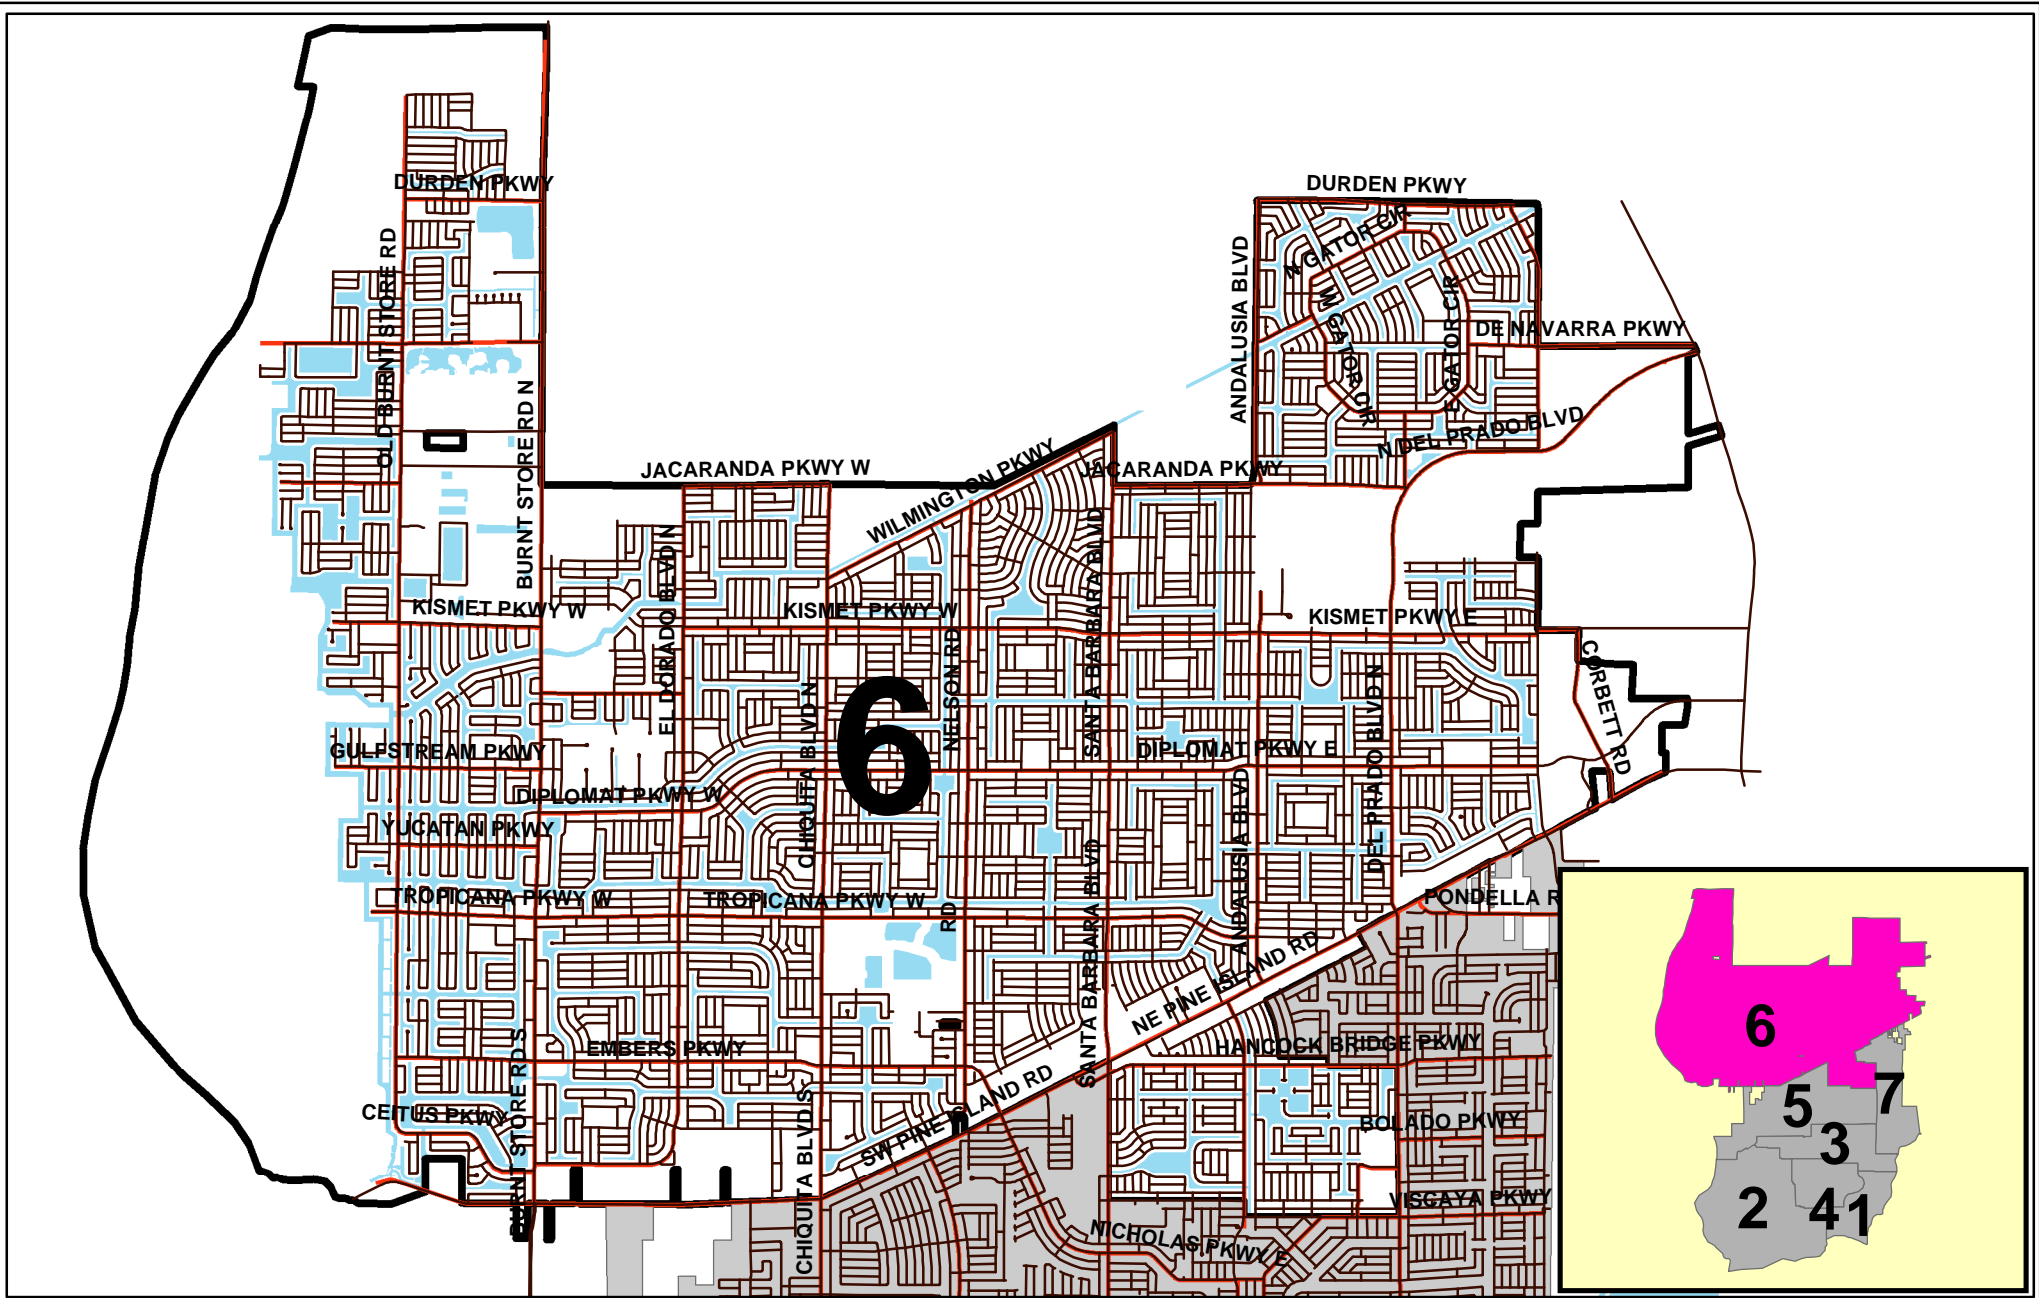 DURDEN PKWY
DURDEN PKWY
N GATOR CIR
OLD BURNT STORE RD
ANDALUSIA BLVD
W GATOR CIR
E GATOR CIR
DE NAVARRA PKWY
BURNT STORE RD N
N DEL PRADO BLVD
JACARANDA PKWY W
WILMINGTON PKWY
JACARANDA PKWY
EL DORADO BLVD N
SANTA BARBARA BLVD
KISMET PKWY W
KISMET PKWY W
KISMET PKWY E
NELSON RD
CORBETT RD
CHIQUITA BLVD N
6
DEL PRADO BLVD N
GULFSTREAM PKWY
DIPLOMAT PKWY E
DIPLOMAT PKWY W
ANDALUSIA BLVD
YUCATAN PKWY
SANTA BARBARA BLVD
TROPICANA PKWY W
TROPICANA PKWY W
PONDELLA R
RD
NE PINE ISLAND RD
EMBERS PKWY
HANCOCK BRIDGE PKWY
BURNT STORE RD S
SW PINE ISLAND RD
CEITUS PKWY
CHIQUITA BLVD S
BOLADO PKWY
VISCAYA PKWY
NICHOLAS PKWY E
6
7
5
3
2
4
1